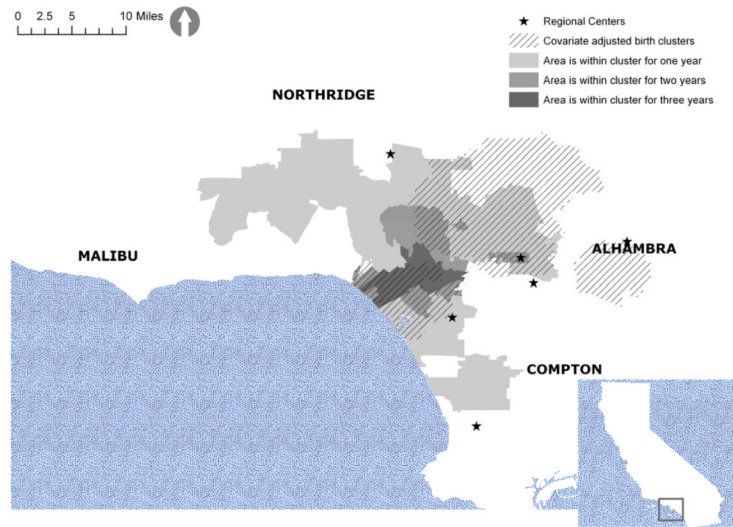 0 2.5 5 10 Miles
Regional Centers
Covariate adjusted birth clusters
Area is within cluster for one year
Area is within cluster for two years
Area is within cluster for three years
NORTHRIDGE
MALIBU
ALHAMBRA
COMPTON